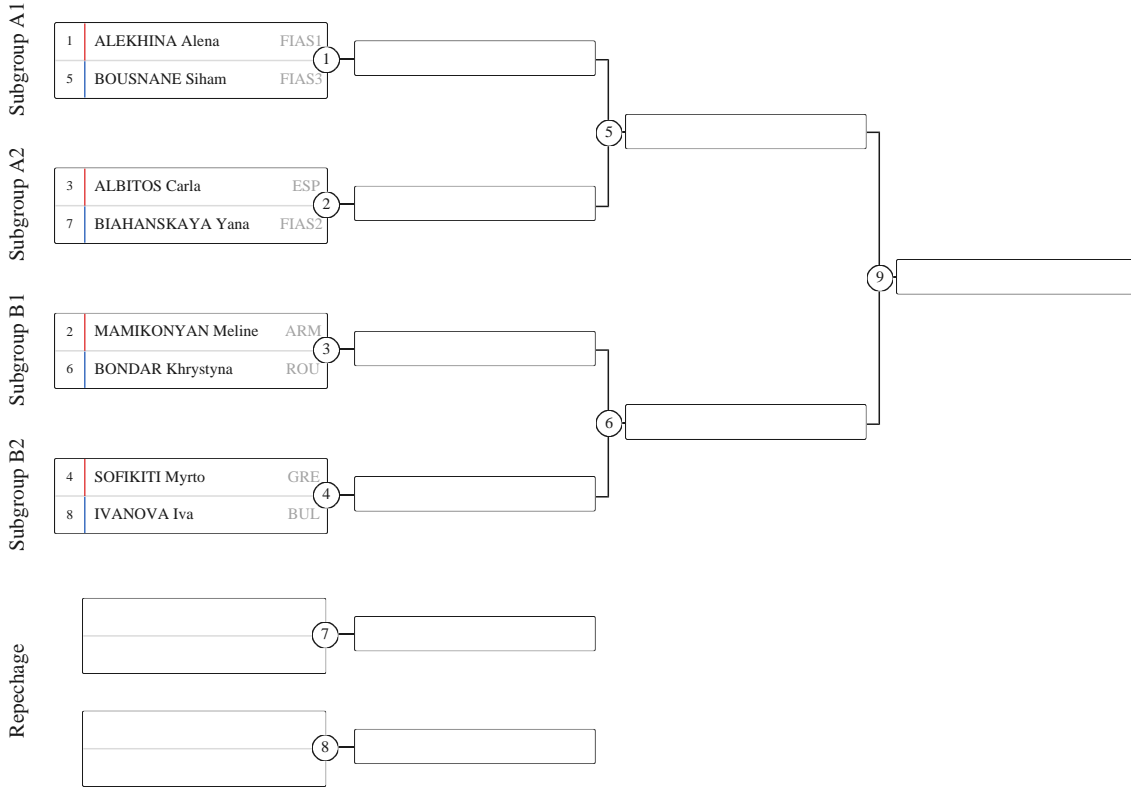 Subgroup A1
1 ALEKHINA Alena FIAS1
1
5 BOUSNANE Siham FIAS3
5
Subgroup A2
3 ALBITOS Carla ESP
2
7 BIAHANSKAYA Yana FIAS2
9
Subgroup B1
2 MAMIKONYAN Meline ARM
3
6 BONDAR Khrystyna ROU
6
Subgroup B2
4 SOFIKITI Myrto GRE
4
8 IVANOVA Iva BUL
Repechage
7
8